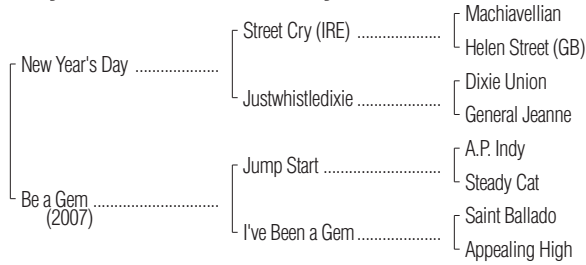 Machiavellian
Street Cry (IRE) ...................
Helen Street (GB)
New Year's Day ...................
Dixie Union
Justwhistledixie ...................
General Jeanne
A.P. Indy
Jump Start ...........................
Steady Cat
Be a Gem ............................
(2007)
Saint Ballado
I've Been a Gem ...................
Appealing High